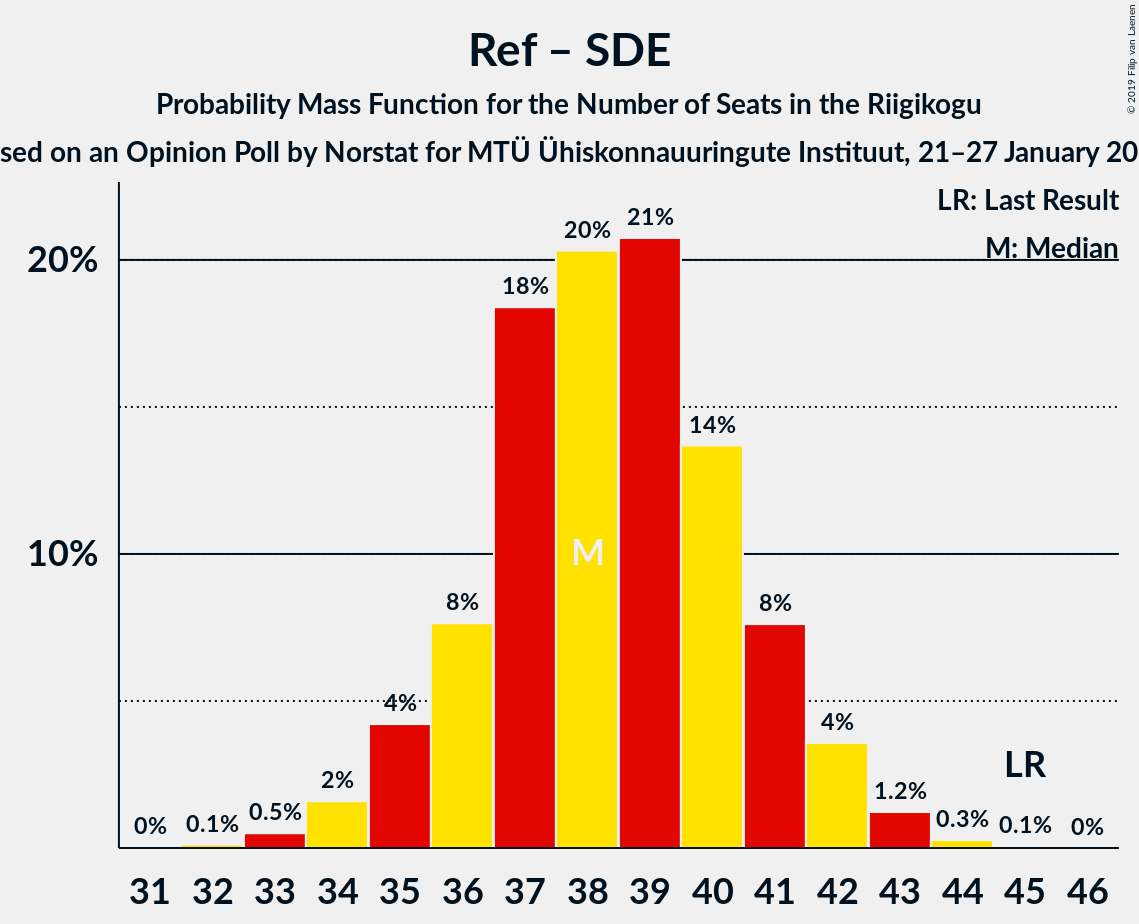 Ref – SDE
Probability Mass Function for the Number of Seats in the Riigikogu
sed on an Opinion Poll by Norstat for MTÜ Ühiskonnauuringute Instituut, 21–27 January 20
© 2019 Filip van Laenen
LR: Last Result
M: Median
20%
10%
0% 0.1% 0.5% 2% 4% 8% 18% 20% 21% 14% 8% 4% 1.2% 0.3% 0.1% 0%
M
LR
31 32 33 34 35 36 37 38 39 40 41 42 43 44 45 46